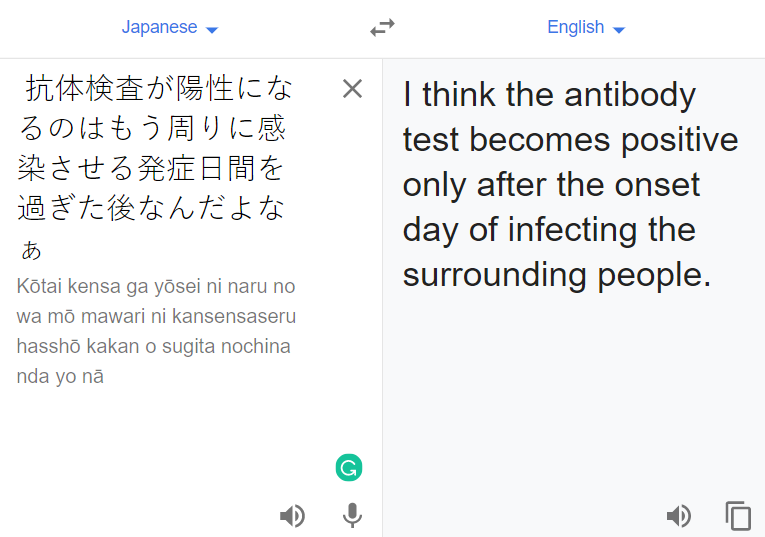 Japanese
English
抗体検査が陽性にな
るのはもう周りに感
染させる発症日間を
過ぎた後なんだよな
ぁ
Kōtai kensa ga yōsei ni naru no
wa mō mawari ni kansensaseru
hasshō kakan o sugita nochina
nda yo nā
I think the antibody
test becomes positive
only after the onset
day of infecting the
surrounding people.